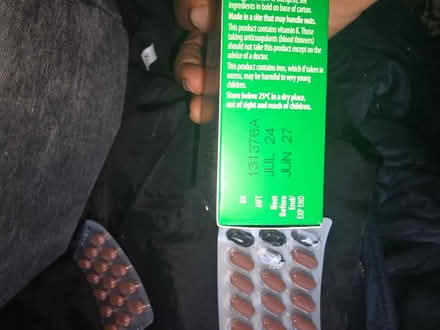 ingredients in bold on base of carton.
Made in a site that may handle nuts.
This product contains vitamin K. Those
taking anticoagulants (blood thinners)
should not take this product except on the
advice of a doctor.
This product contains iron, which if taken in
excess, may be harmful to very young
children.
Store below 25°C in a dry place,
out of sight and reach of children.
BN 131376A
MFT JUL 24
Best Before End/ EXP END JUN 27